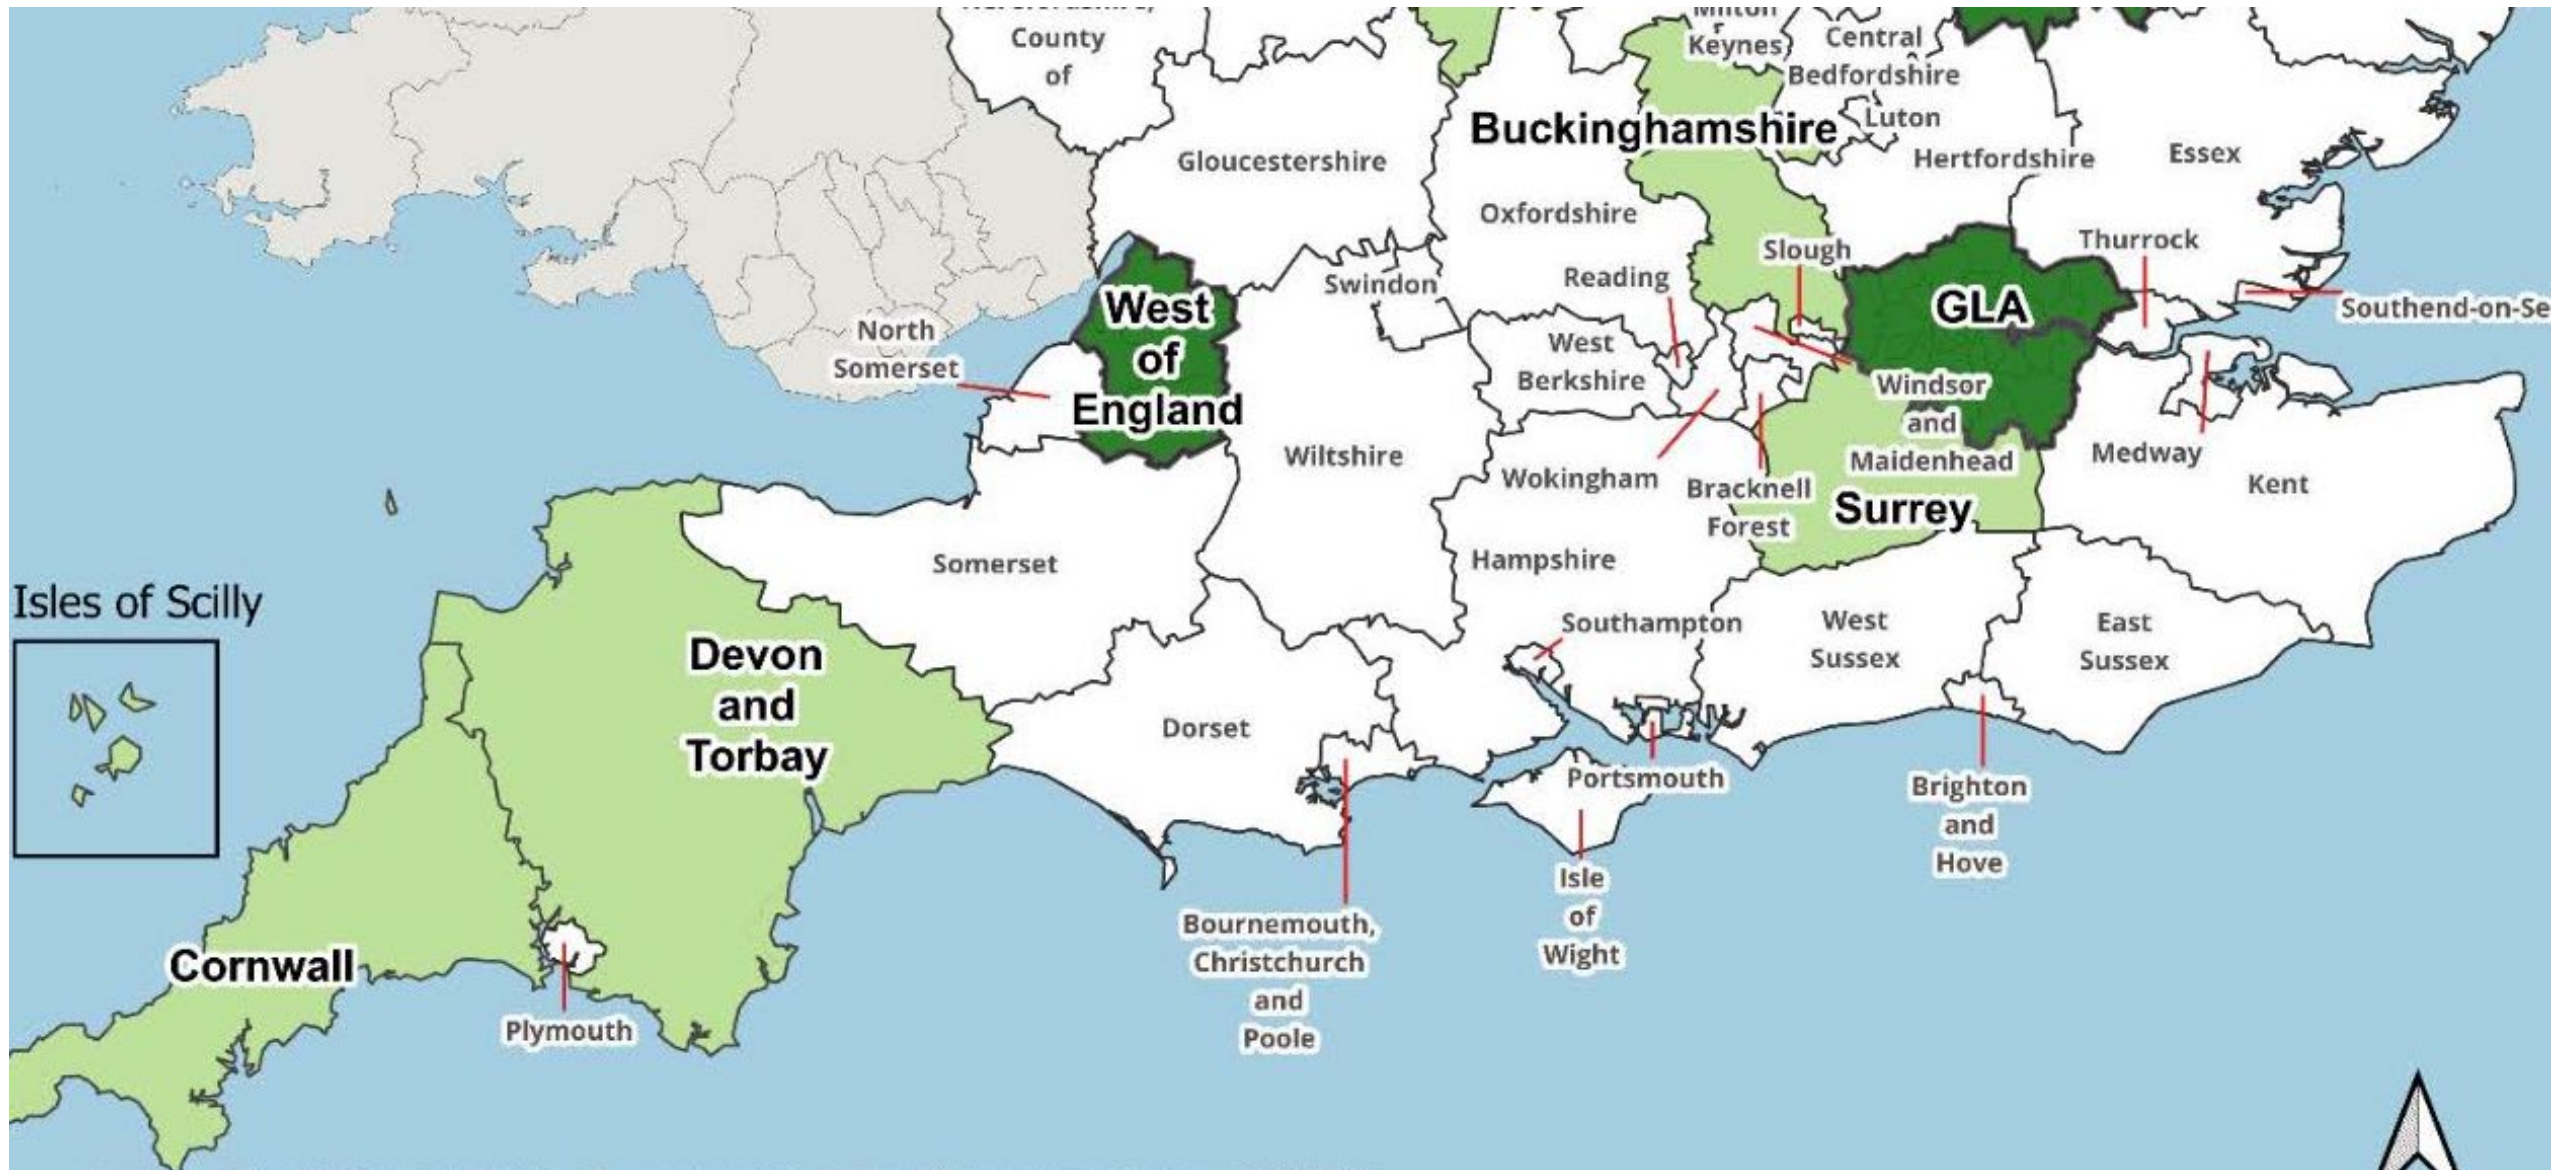 County
of
Milton
Keynes
Central
Bedfordshire
Luton
Buckinghamshire
Gloucestershire
Hertfordshire
Essex
Oxfordshire
Thurrock
Slough
Reading
Swindon
West
of
England
GLA
Southend-on-Se
North
Somerset
West
Berkshire
Windsor
and
Maidenhead
Wiltshire
Wokingham
Bracknell
Forest
Medway
Kent
Surrey
Somerset
Hampshire
Isles of Scilly
Southampton
West
Sussex
East
Sussex
Devon
and
Torbay
Dorset
Portsmouth
Brighton
and
Hove
Isle
of
Wight
Bournemouth,
Christchurch
and
Poole
Cornwall
Plymouth